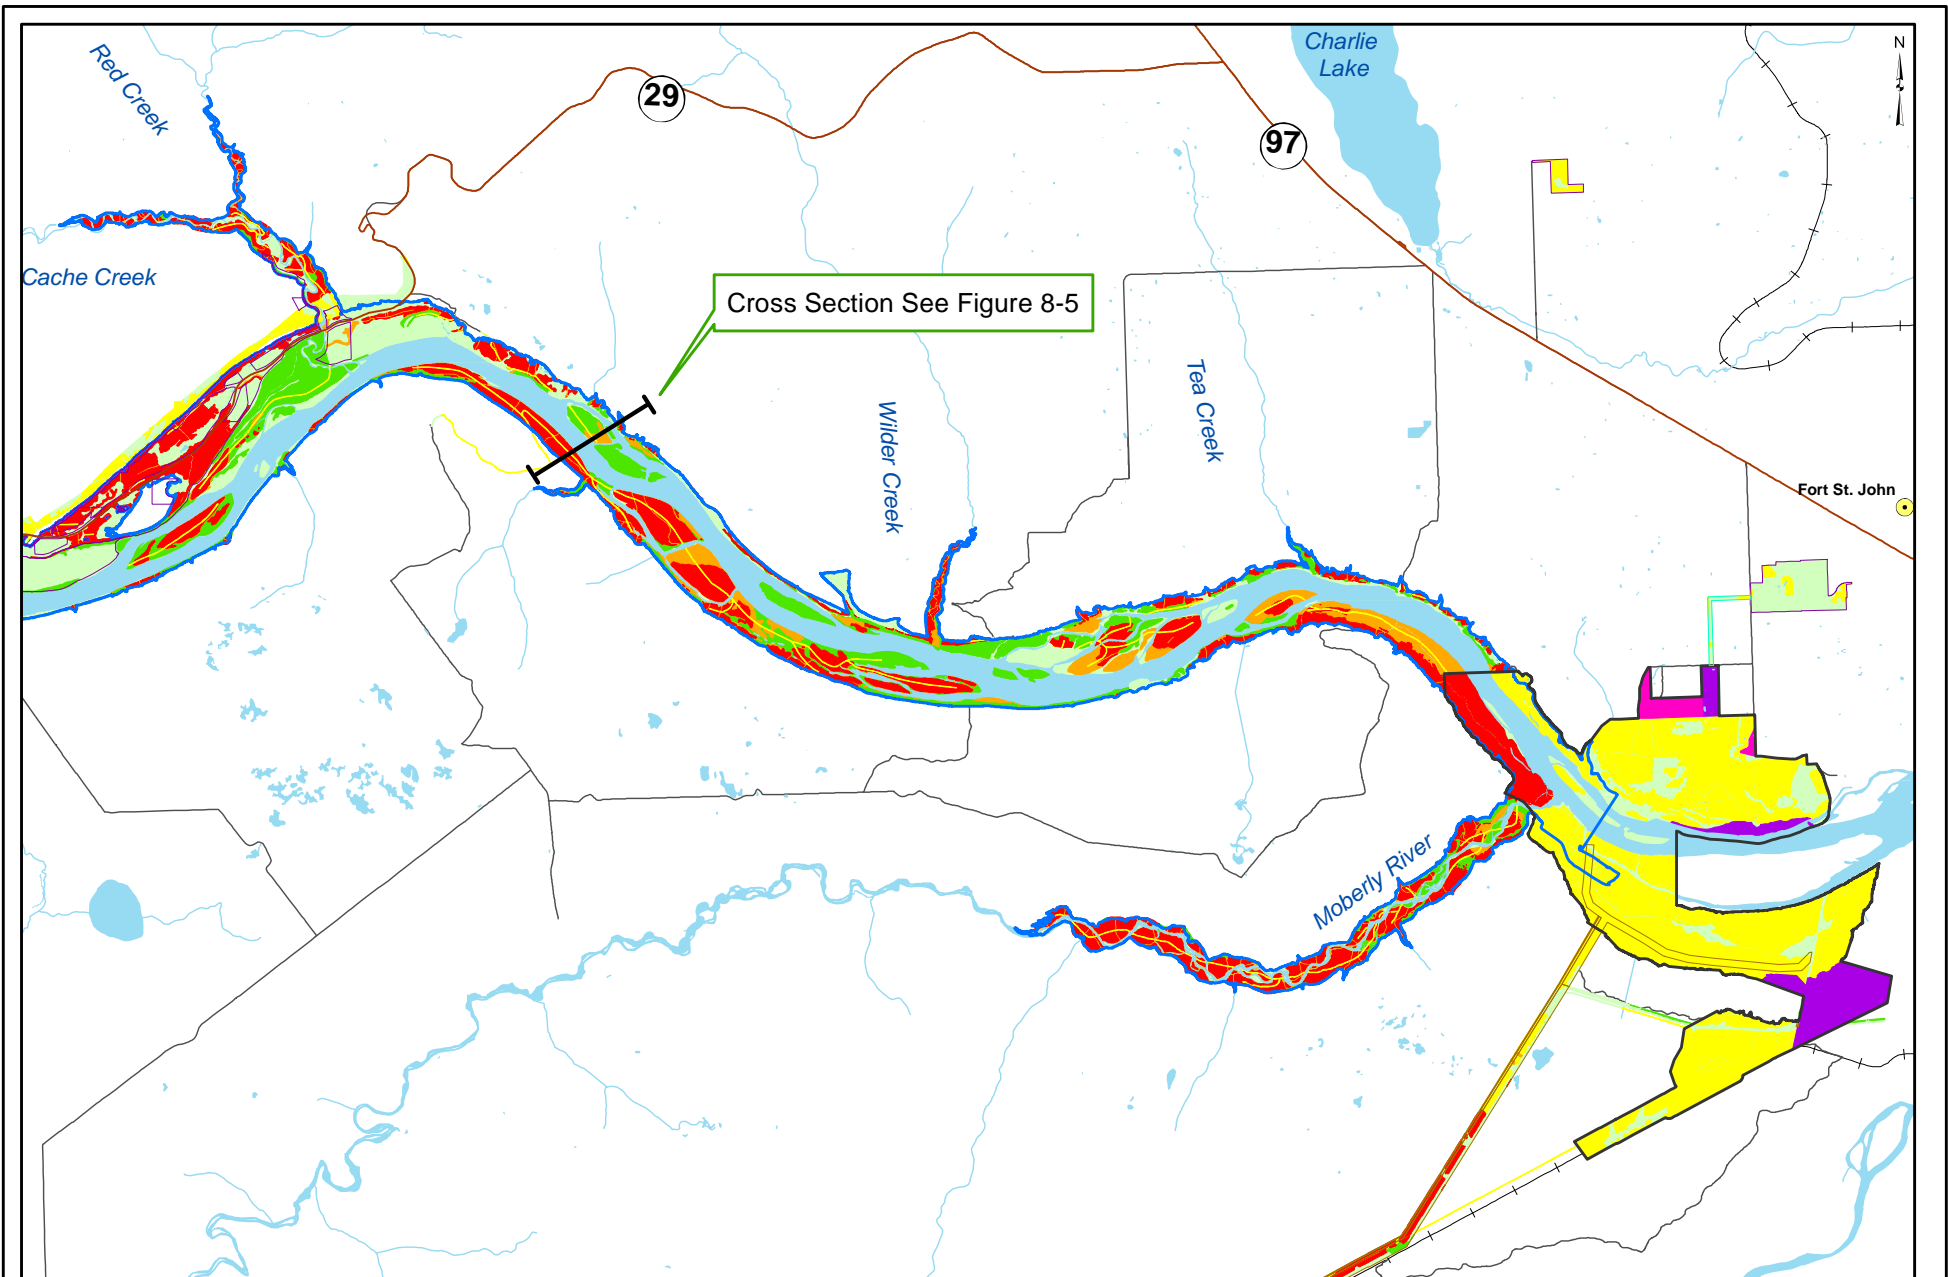 Red Creek
Charlie
Lake
N
29
97
Cache Creek
Cross Section See Figure 8-5
Wilder Creek
Tea Creek
Fort St. John
Moberly River